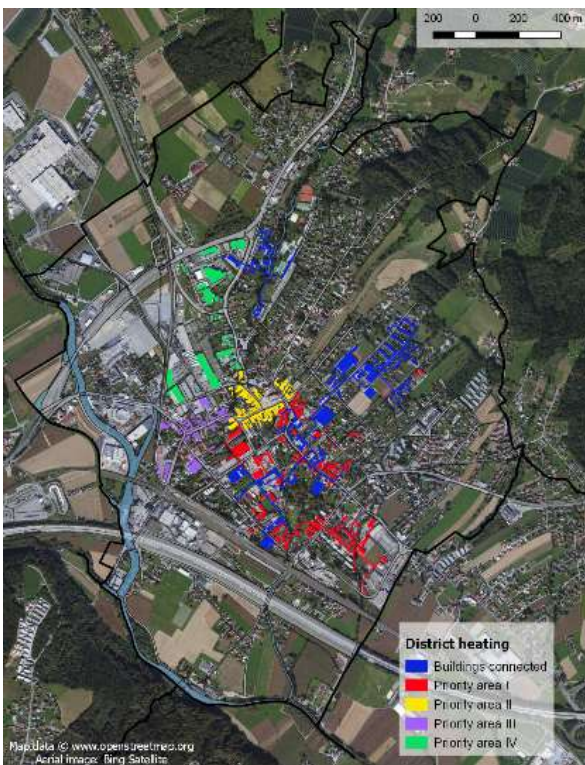 200 0 200 400 m
District heating
Buildings connected
Priority area I
Priority area II
Priority area III
Priority area IV
Map data © www.openstreetmap.org
Aerial image: Bing Satellite